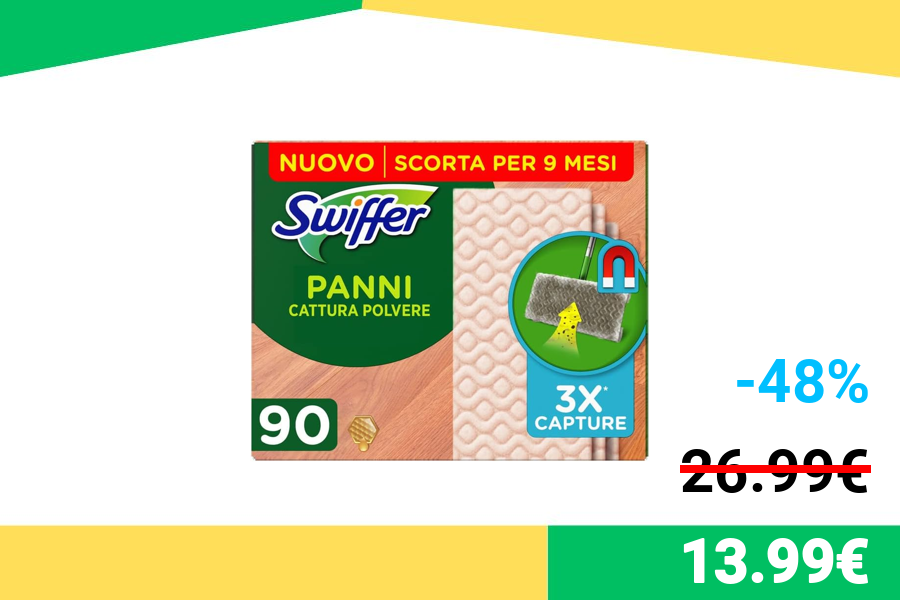 NUOVO | SCORTA PER 9 MESI
Swiffer
PANNI
CATTURA POLVERE
3X*
CAPTURE
90
-48%
26.99€
13.99€